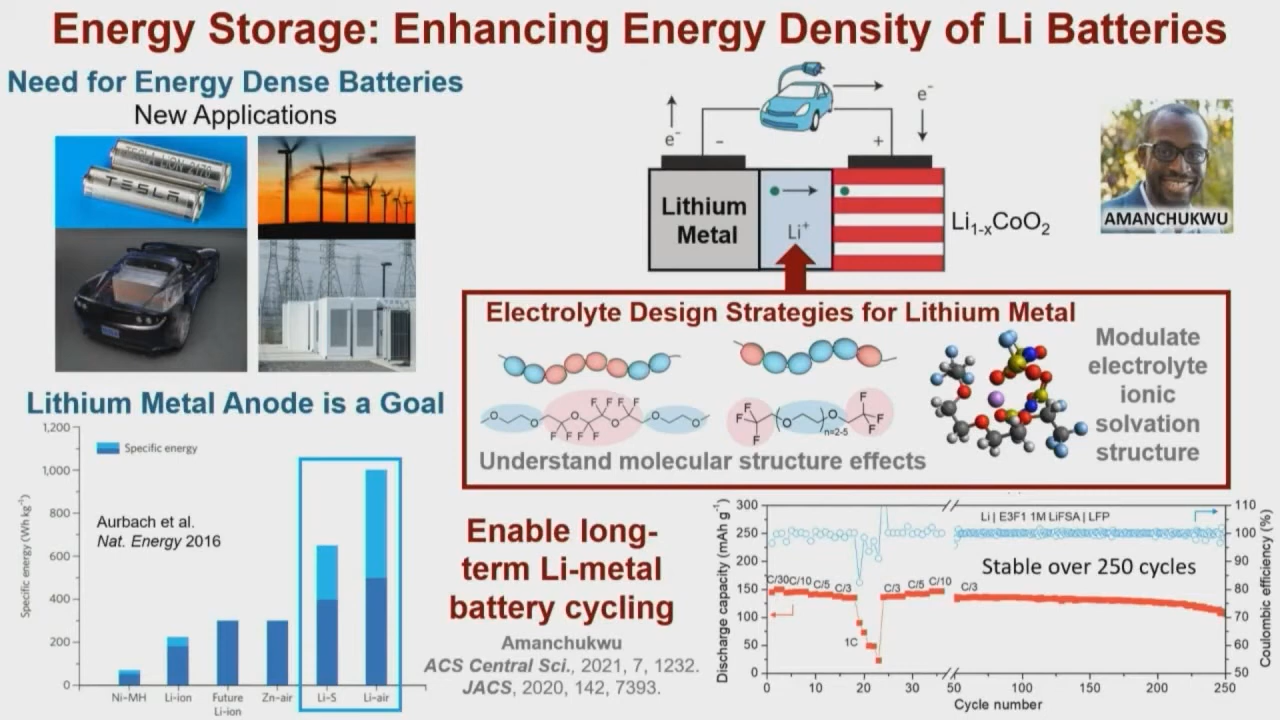 Energy Storage: Enhancing Energy Density of Li Batteries
Need for Energy Dense Batteries
New Applications
TESLA LION 2170
TESLA
TESLA
Lithium Metal Anode is a Goal
1,200
1,000
800
600
400
200
0
Specific energy (Wh kg⁻¹)
Specific energy
Aurbach et al.
Nat. Energy 2016
Ni-MH
Li-ion
Future
Li-ion
Zn-air
Li-S
Li-air
e⁻
e⁻
-
+
Lithium
Metal
Li⁺
Li₁₋ₓCoO₂
AMANCHUKWU
Electrolyte Design Strategies for Lithium Metal
O
F F F F
O
F F F F
O
O
O
F
F
F
O
n=2-5
O
F
F
F
Understand molecular structure effects
Modulate
electrolyte
ionic
solvation
structure
Enable long-
term Li-metal
battery cycling
Amanchukwu
ACS Central Sci., 2021, 7, 1232.
JACS, 2020, 142, 7393.
Discharge capacity (mAh g⁻¹)
300
250
200
150
100
50
0
Li | E3F1 1M LiFSA | LFP
Stable over 250 cycles
C/30
C/10
C/5
C/3
1C
C/3
C/5
C/10
C/3
110
100
90
80
70
60
50
Coulombic efficiency (%)
0
10
20
30
50
100
150
200
250
Cycle number